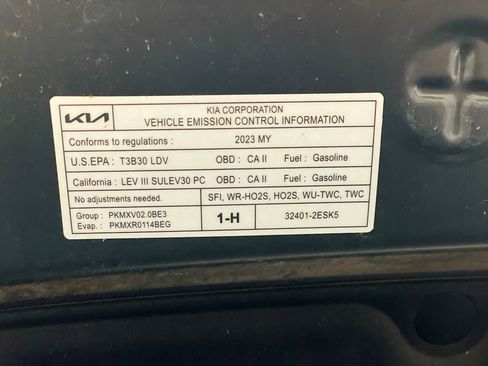 KIA
KIA CORPORATION
VEHICLE EMISSION CONTROL INFORMATION
Conforms to regulations : 2023 MY
U.S.EPA : T3B30 LDV OBD : CA II Fuel : Gasoline
California : LEV III SULEV30 PC OBD : CA II Fuel : Gasoline
No adjustments needed. SFI, WR-HO2S, HO2S, WU-TWC, TWC
Group : PKMXV02.0BE3
Evap. : PKMXR0114BEG
1-H
32401-2ESK5